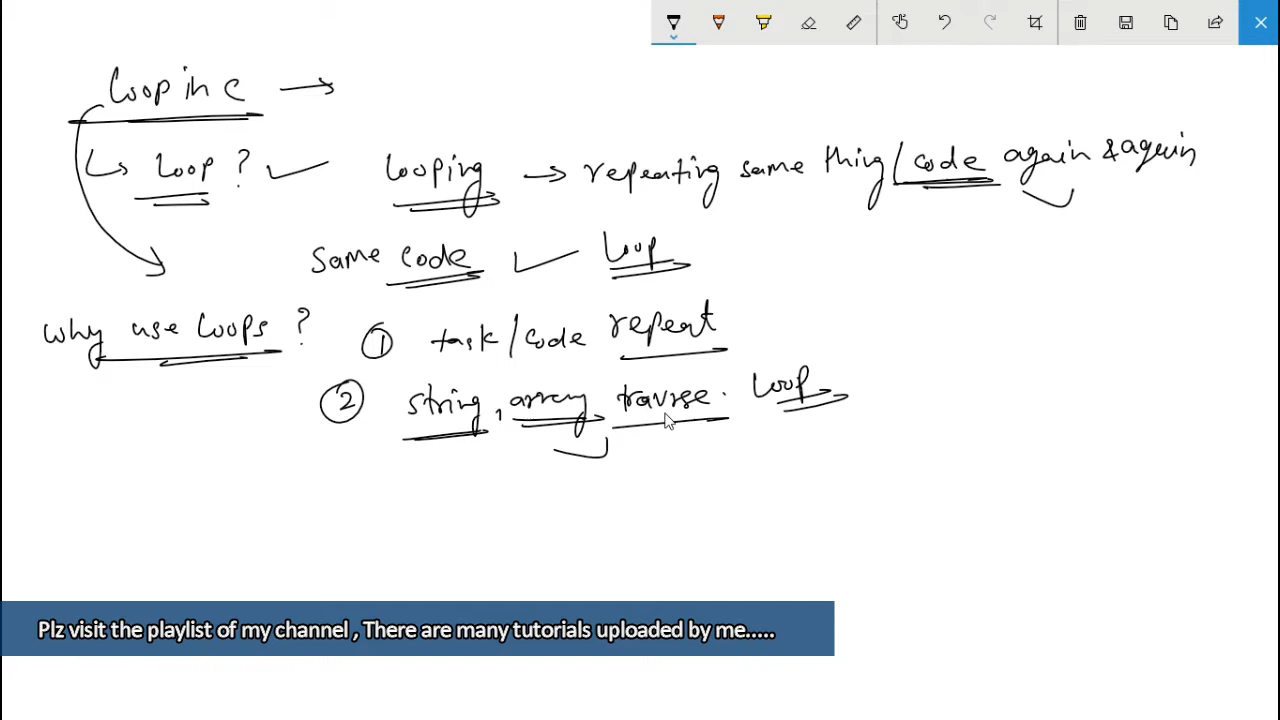 Loop in C →
↳ Loop ? ✓ Looping → repeating same thing / code again & again
Same code ✓ Loop
Why use Loops ? ① task / code repeat
② string, array travrse. Loop
Plz visit the playlist of my channel , There are many tutorials uploaded by me.....